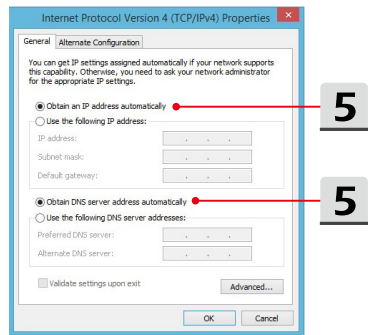 Internet Protocol Version 4 (TCP/IPv4) Properties
General
Alternate Configuration
You can get IP settings assigned automatically if your network supports
this capability. Otherwise, you need to ask your network administrator
for the appropriate IP settings.
Obtain an IP address automatically
5
Use the following IP address:
IP address:
Subnet mask:
Default gateway:
Obtain DNS server address automatically
5
Use the following DNS server addresses:
Preferred DNS server:
Alternate DNS server:
Validate settings upon exit
Advanced...
OK
Cancel